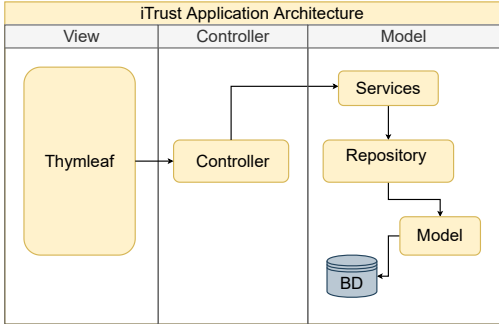 iTrust Application Architecture
View
Controller
Model
Services
Thymleaf
Controller
Repository
Model
BD